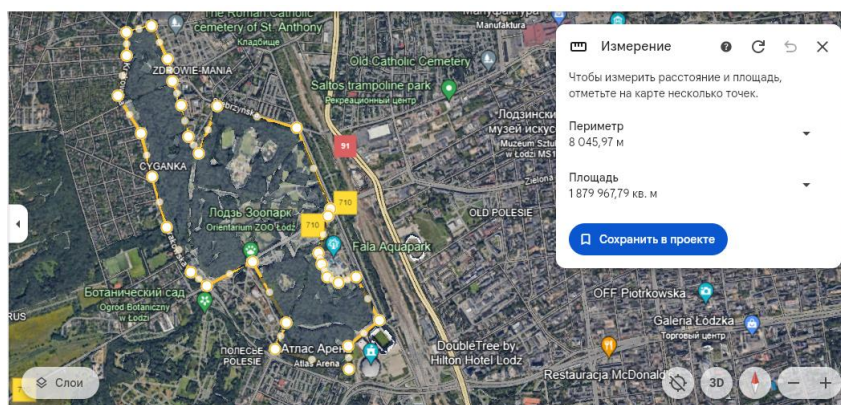 The Roman Catholic
cemetery of St. Anthony
Кладбище
Мануфактура
Manufaktura
ZDROWIE-MANIA
Old Catholic Cemetery
Saltos trampoline park
Рекреационный центр
Лодзински
музей искус
Muzeum Sztu
w Łodzi MS1
91
Zielona
CYGANKA
710
710
Лодзь Зоопарк
Orientarium ZOO Łódź
OLD POLESIE
Fala Aquapark
Ботанический сад
Ogród Botaniczny
w Łodzi
RUS
OFF Piotrkowska
Galeria Łódzka
Торговый центр
ПОЛЕСЬЕ
POLESIE
Атлас Арена
Atlas Arena
DoubleTree by
Hilton Hotel Lodz
Restauracja McDonald's
Слои
3D
Измерение
Чтобы измерить расстояние и площадь,
отметьте на карте несколько точек.
Периметр
8 045,97 м
Площадь
1 879 967,79 кв. м
Сохранить в проекте